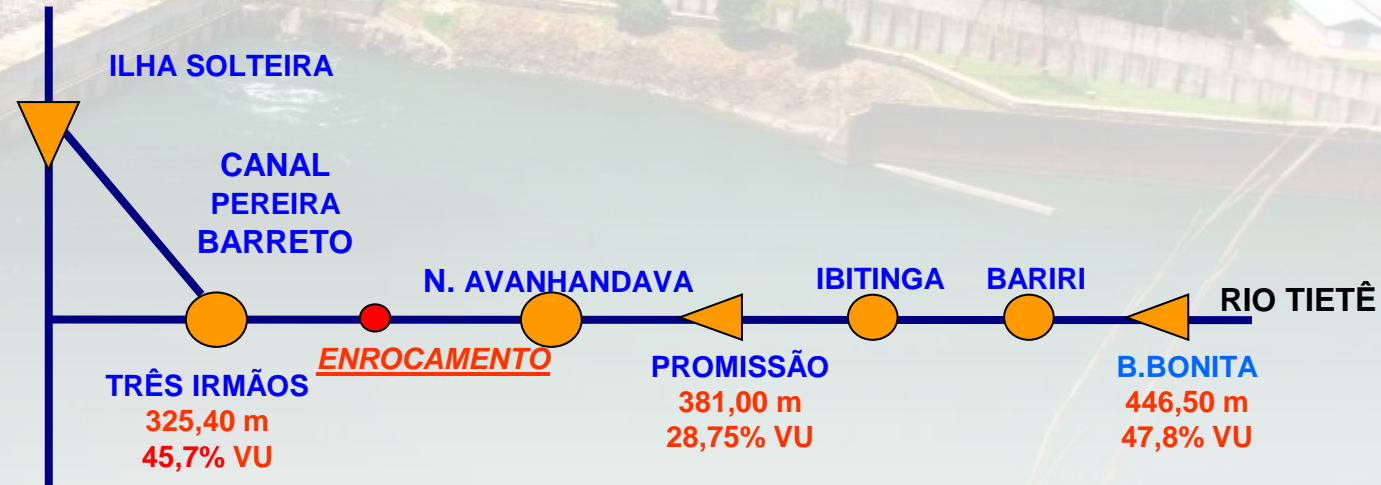 ILHA SOLTEIRA
CANAL
PEREIRA
BARRETO
N. AVANHANDAVA
IBITINGA
BARIRI
RIO TIETÊ
ENROCAMENTO
TRÊS IRMÃOS
325,40 m
45,7% VU
PROMISSÃO
381,00 m
28,75% VU
B.BONITA
446,50 m
47,8% VU